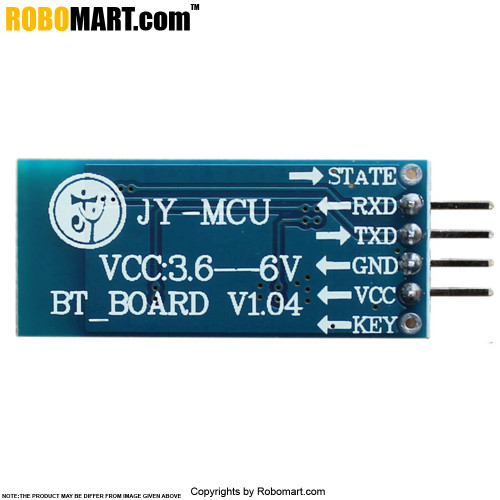 ROBOMART.com™
STATE
RXD
JY-MCU
TXD
VCC:3.6—6V
GND
VCC
BT_BOARD V1.04
KEY
NOTE:THE PRODUCT MAY BE DIFFER FROM IMAGE GIVEN ABOVE
Copyrights by Robomart.com